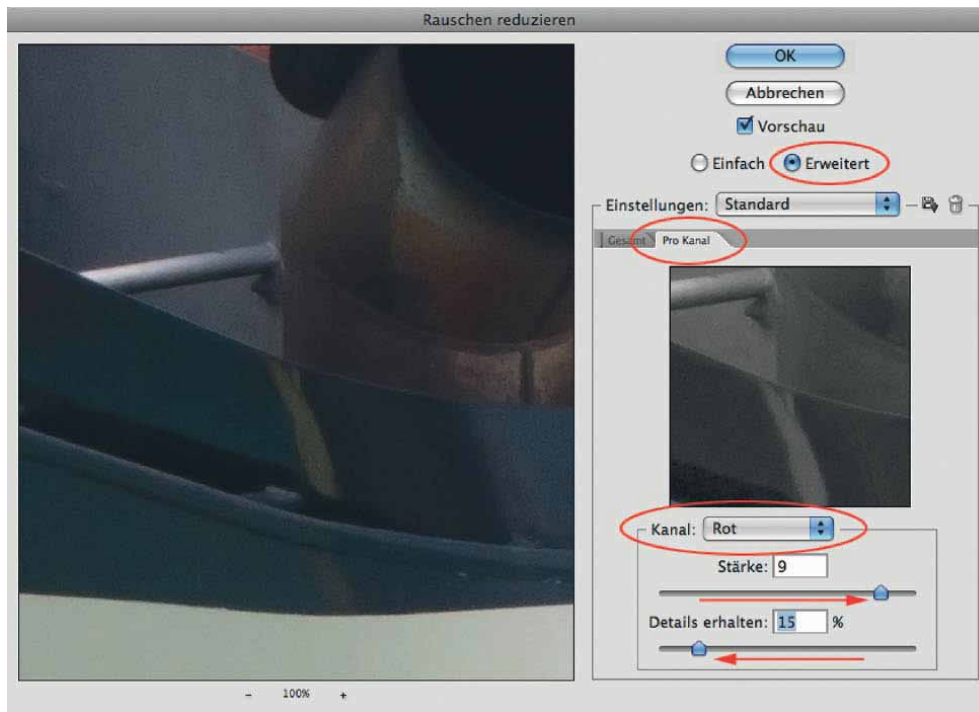 Rauschen reduzieren
OK
Abbrechen
Vorschau
Einfach Erweitert
Einstellungen: Standard
Gesamt Pro Kanal
Kanal: Rot
Stärke: 9
Details erhalten: 15 %
- 100% +